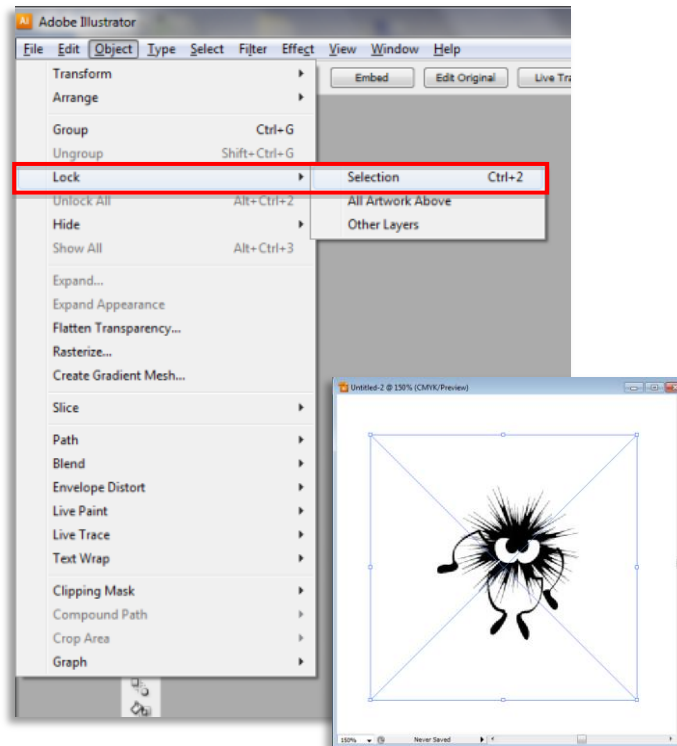 Ai Adobe Illustrator
File Edit Object Type Select Filter Effect View Window Help
Embed Edit Original Live Tra
Transform
Arrange
Group Ctrl+G
Ungroup Shift+Ctrl+G
Lock Selection Ctrl+2
Unlock All Alt+Ctrl+2 All Artwork Above
Hide Other Layers
Show All Alt+Ctrl+3
Expand...
Expand Appearance
Flatten Transparency...
Rasterize...
Create Gradient Mesh...
Slice
Path
Blend
Envelope Distort
Live Paint
Live Trace
Text Wrap
Clipping Mask
Compound Path
Crop Area
Graph
Untitled-2 @ 150% (CMYK/Preview)
150% Never Saved